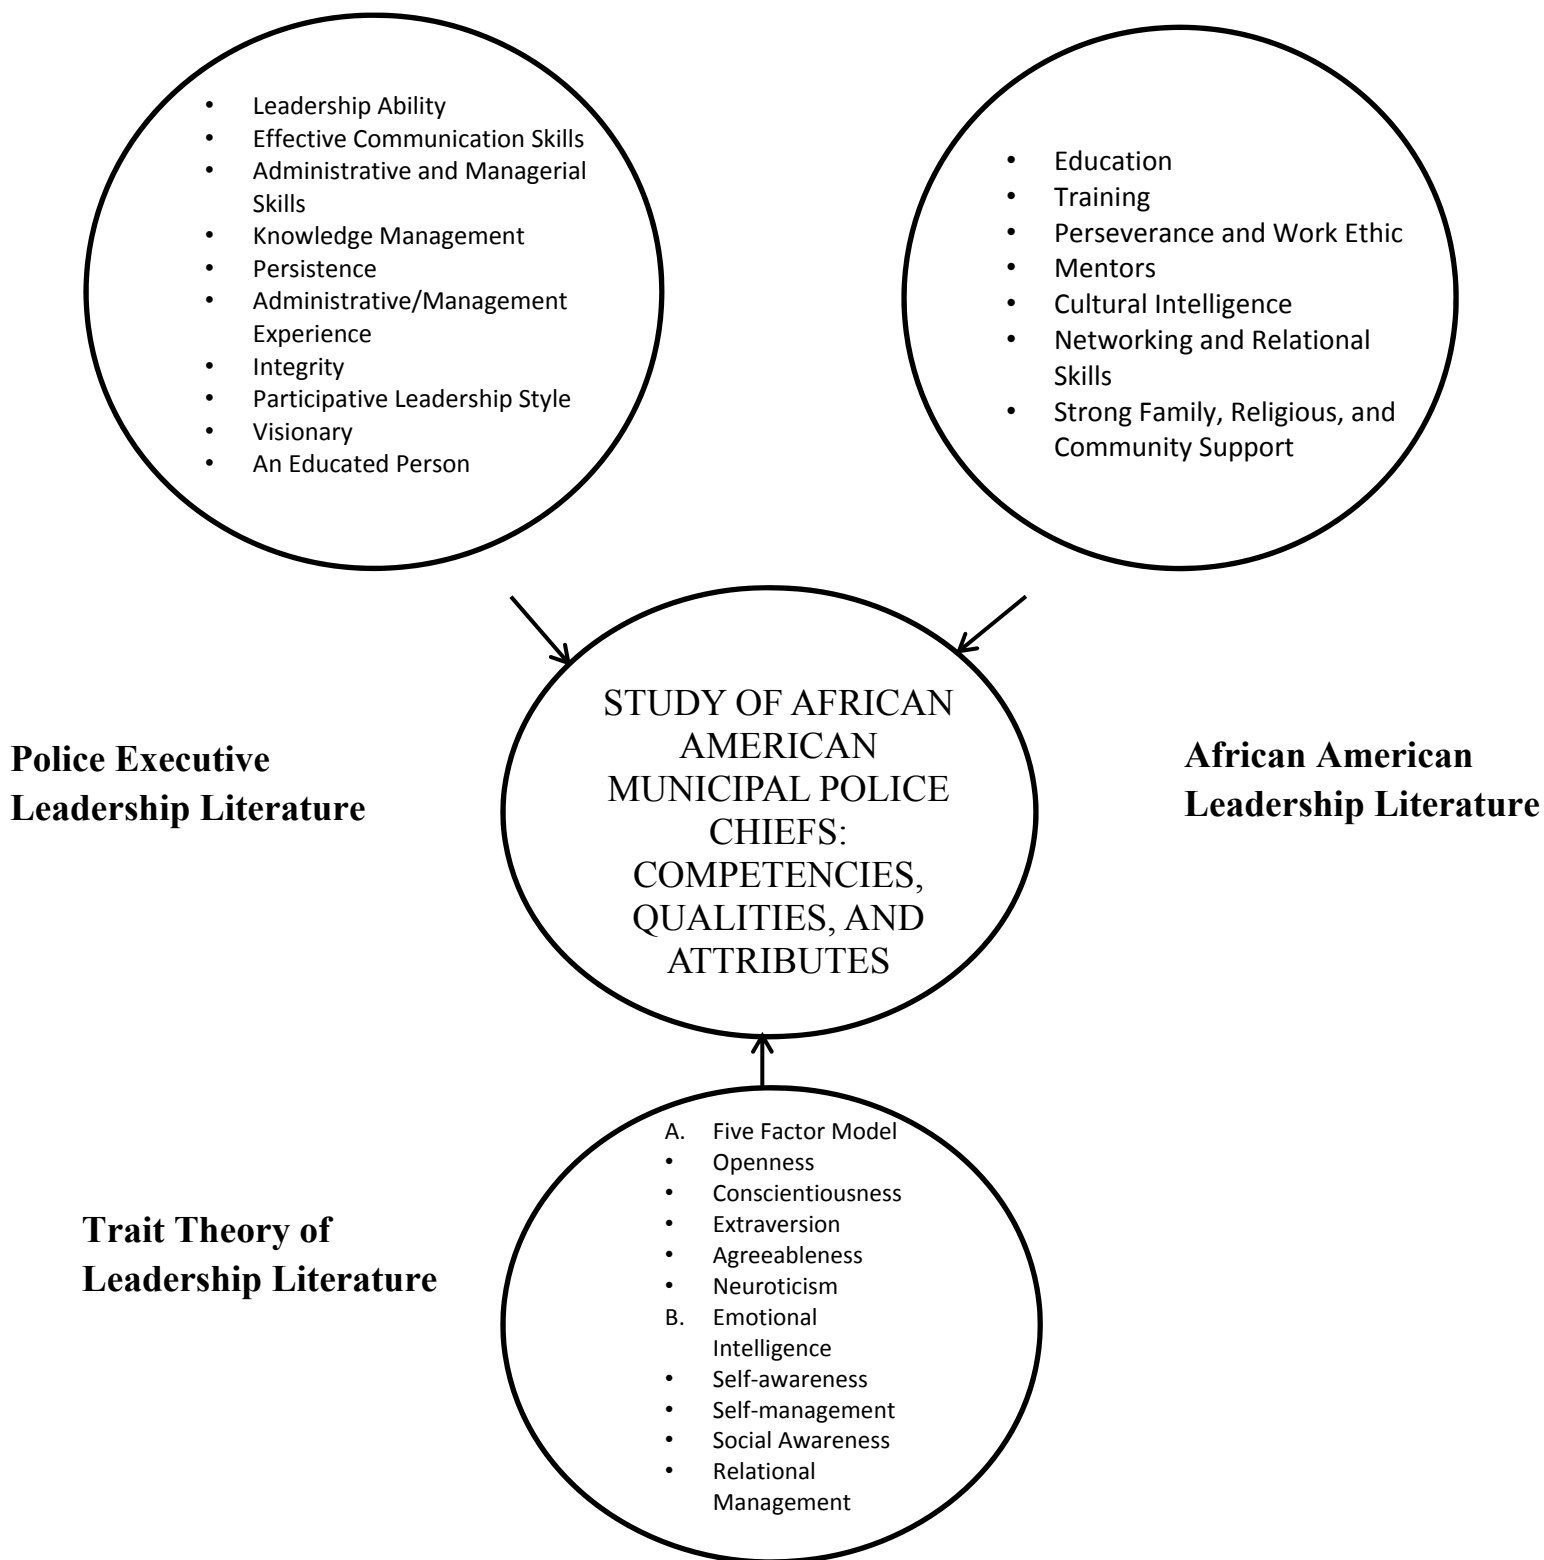 • Leadership Ability
• Effective Communication Skills
• Administrative and Managerial
Skills
• Knowledge Management
• Persistence
• Administrative/Management
Experience
• Integrity
• Participative Leadership Style
• Visionary
• An Educated Person
• Education
• Training
• Perseverance and Work Ethic
• Mentors
• Cultural Intelligence
• Networking and Relational
Skills
• Strong Family, Religious, and
Community Support
Police Executive
Leadership Literature
STUDY OF AFRICAN
AMERICAN
MUNICIPAL POLICE
CHIEFS:
COMPETENCIES,
QUALITIES, AND
ATTRIBUTES
African American
Leadership Literature
Trait Theory of
Leadership Literature
A. Five Factor Model
• Openness
• Conscientiousness
• Extraversion
• Agreeableness
• Neuroticism
B. Emotional
Intelligence
• Self-awareness
• Self-management
• Social Awareness
• Relational
Management